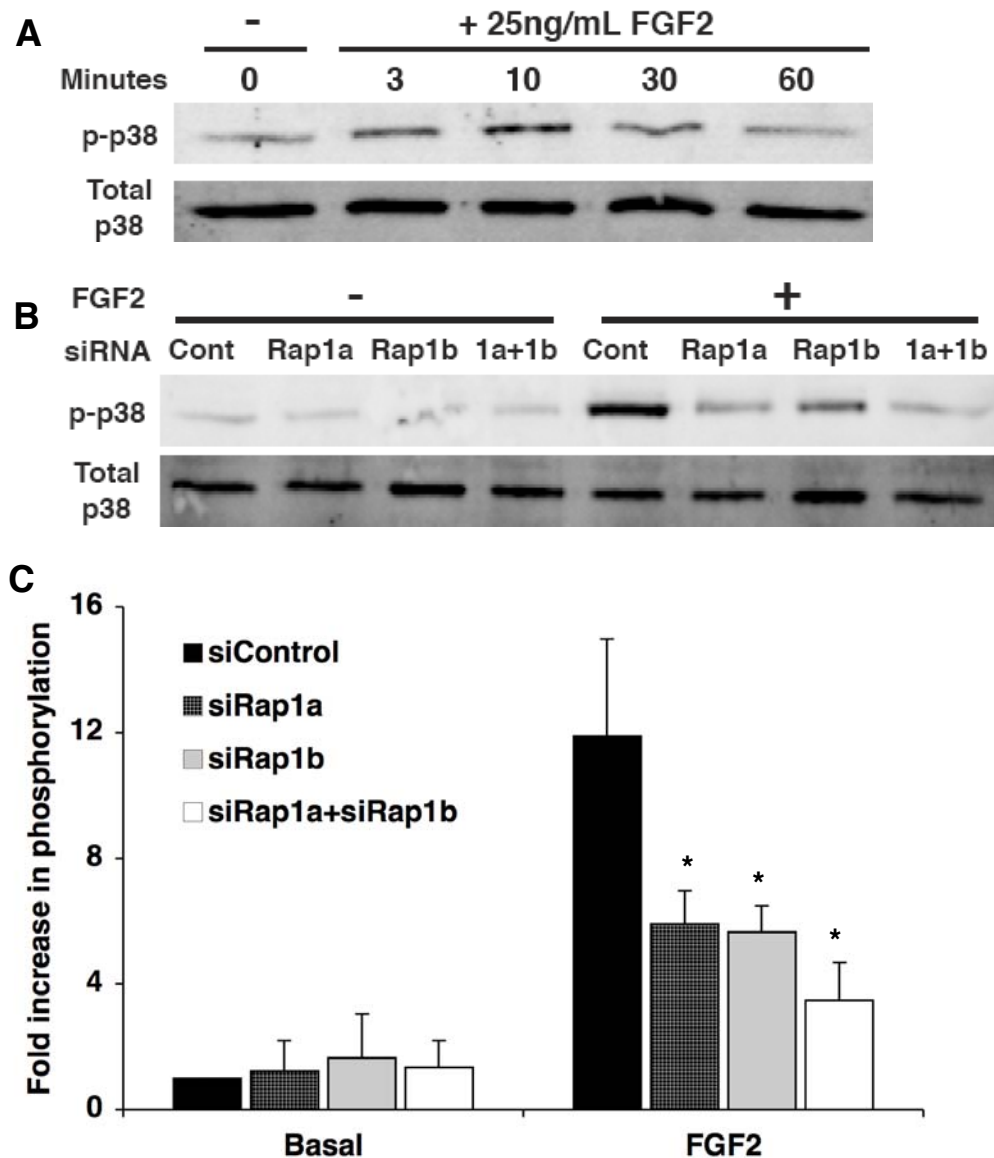 A
- + 25ng/mL FGF2
Minutes 0 3 10 30 60
p-p38
Total
p38
B
FGF2 - +
siRNA Cont Rap1a Rap1b 1a+1b Cont Rap1a Rap1b 1a+1b
p-p38
Total
p38
C
Fold increase in phosphorylation
16
12
8
4
0
siControl
siRap1a
siRap1b
siRap1a+siRap1b
* * *
Basal FGF2